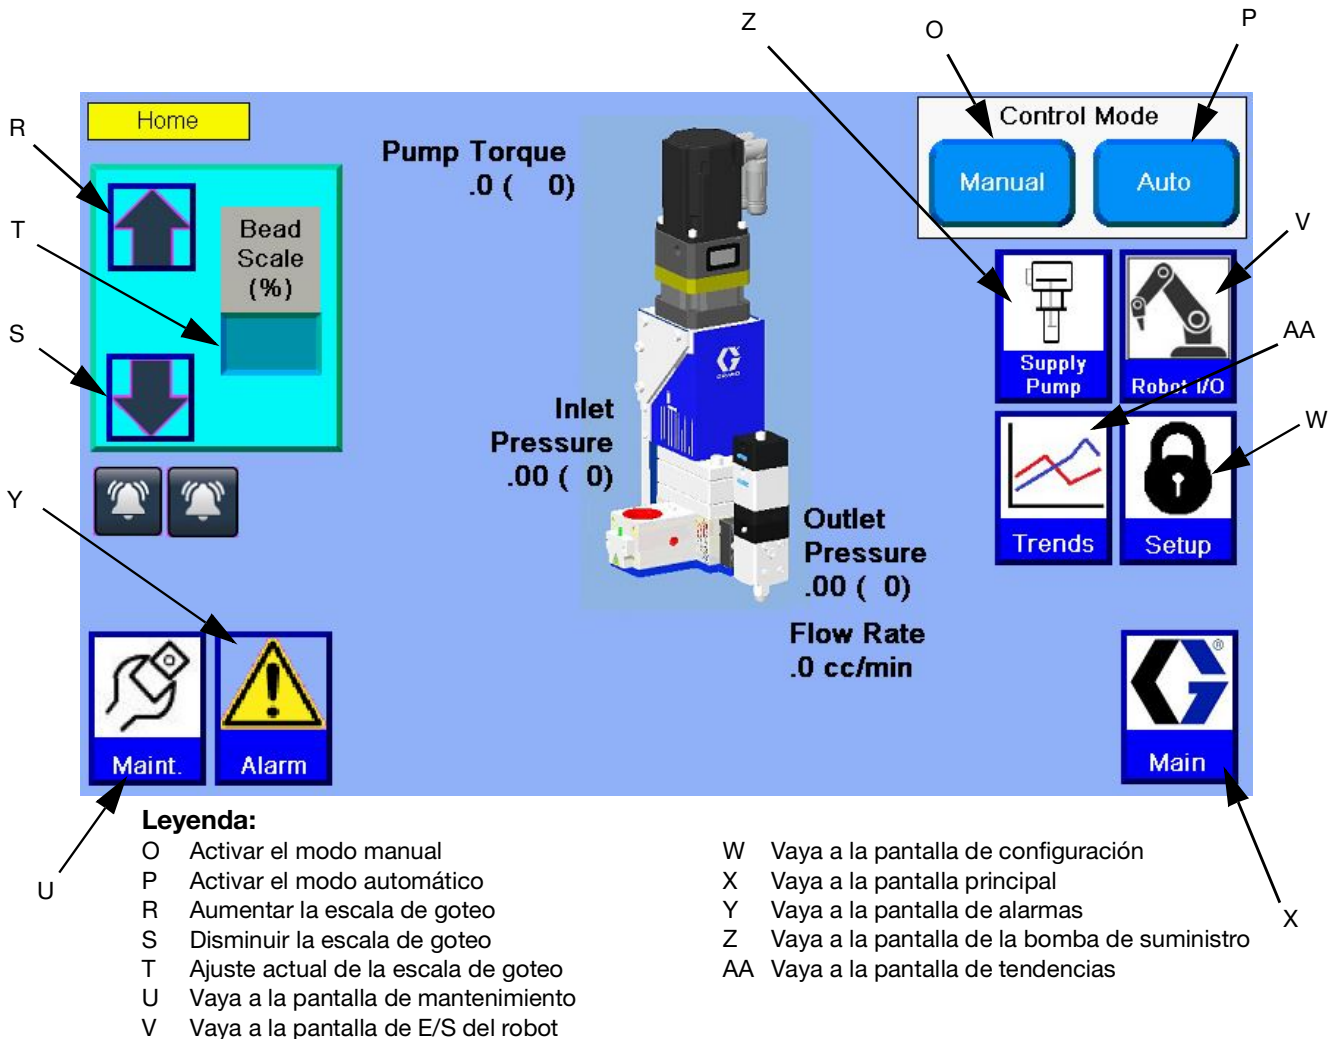 Z
O
P
R
Home
Pump Torque
.0 (    0)
Control Mode
Manual
Auto
T
Bead
Scale
(%)
V
S
Supply
Pump
Robot I/O
AA
Inlet
Pressure
.00 (  0)
W
Y
Trends
Setup
Outlet
Pressure
.00 (  0)
Flow Rate
.0 cc/min
®
Maint.
Alarm
Main
U
X
Leyenda:
O Activar el modo manual
P Activar el modo automático
R Aumentar la escala de goteo
S Disminuir la escala de goteo
T Ajuste actual de la escala de goteo
U Vaya a la pantalla de mantenimiento
V Vaya a la pantalla de E/S del robot
W Vaya a la pantalla de configuración
X Vaya a la pantalla principal
Y Vaya a la pantalla de alarmas
Z Vaya a la pantalla de la bomba de suministro
AA Vaya a la pantalla de tendencias